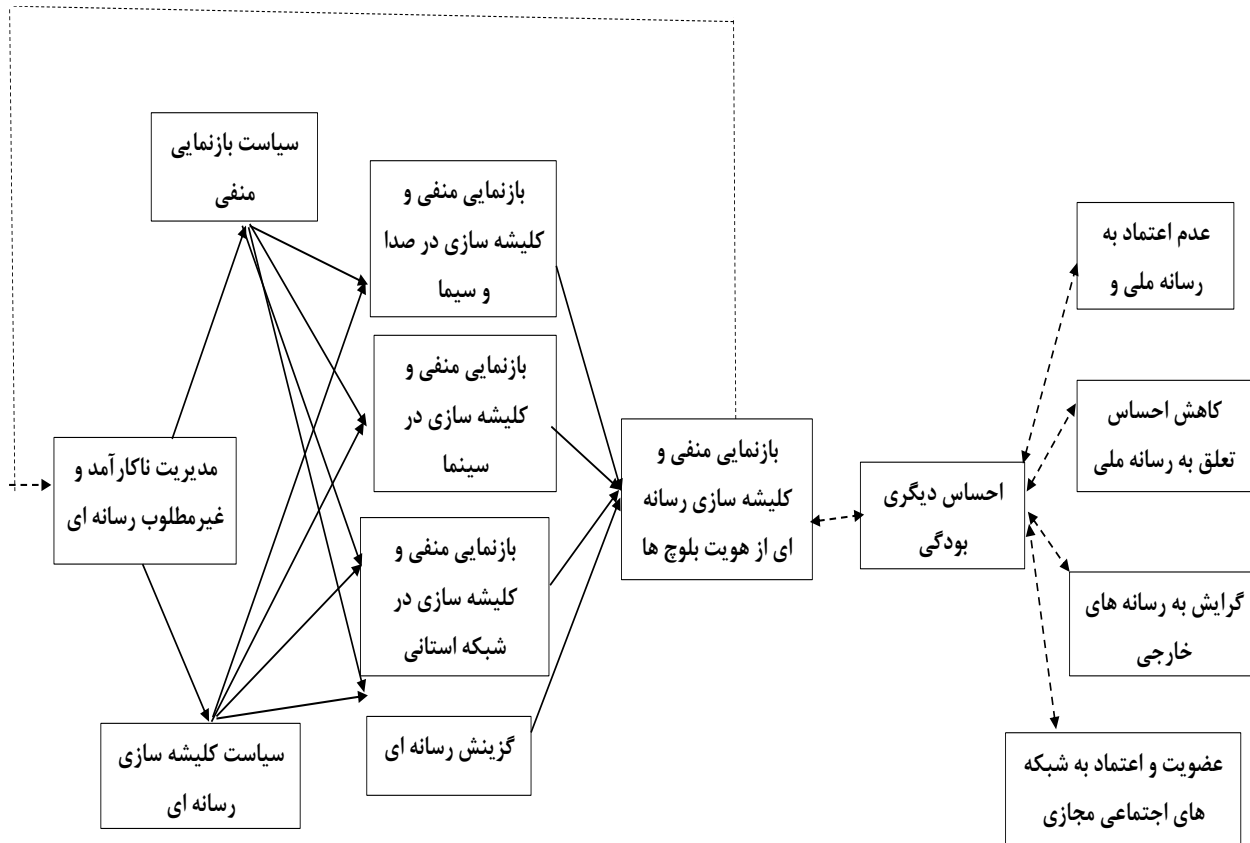 سیاست بازنمایی
منفی
بازنمایی منفی و
کلیشه سازی در صدا
و سیما
عدم اعتماد به
رسانه ملی و
بازنمایی منفی و
کلیشه سازی در
سینما
کاهش احساس
تعلق به رسانه ملی
مدیریت ناکارآمد و
غیرمطلوب رسانه ای
بازنمایی منفی و
کلیشه سازی رسانه
ای از هویت بلوچ ها
احساس دیگری
بودگی
بازنمایی منفی و
کلیشه سازی در
شبکه استانی
گرایش به رسانه های
خارجی
سیاست کلیشه سازی
رسانه ای
گزینش رسانه ای
عضویت و اعتماد به شبکه
های اجتماعی مجازی